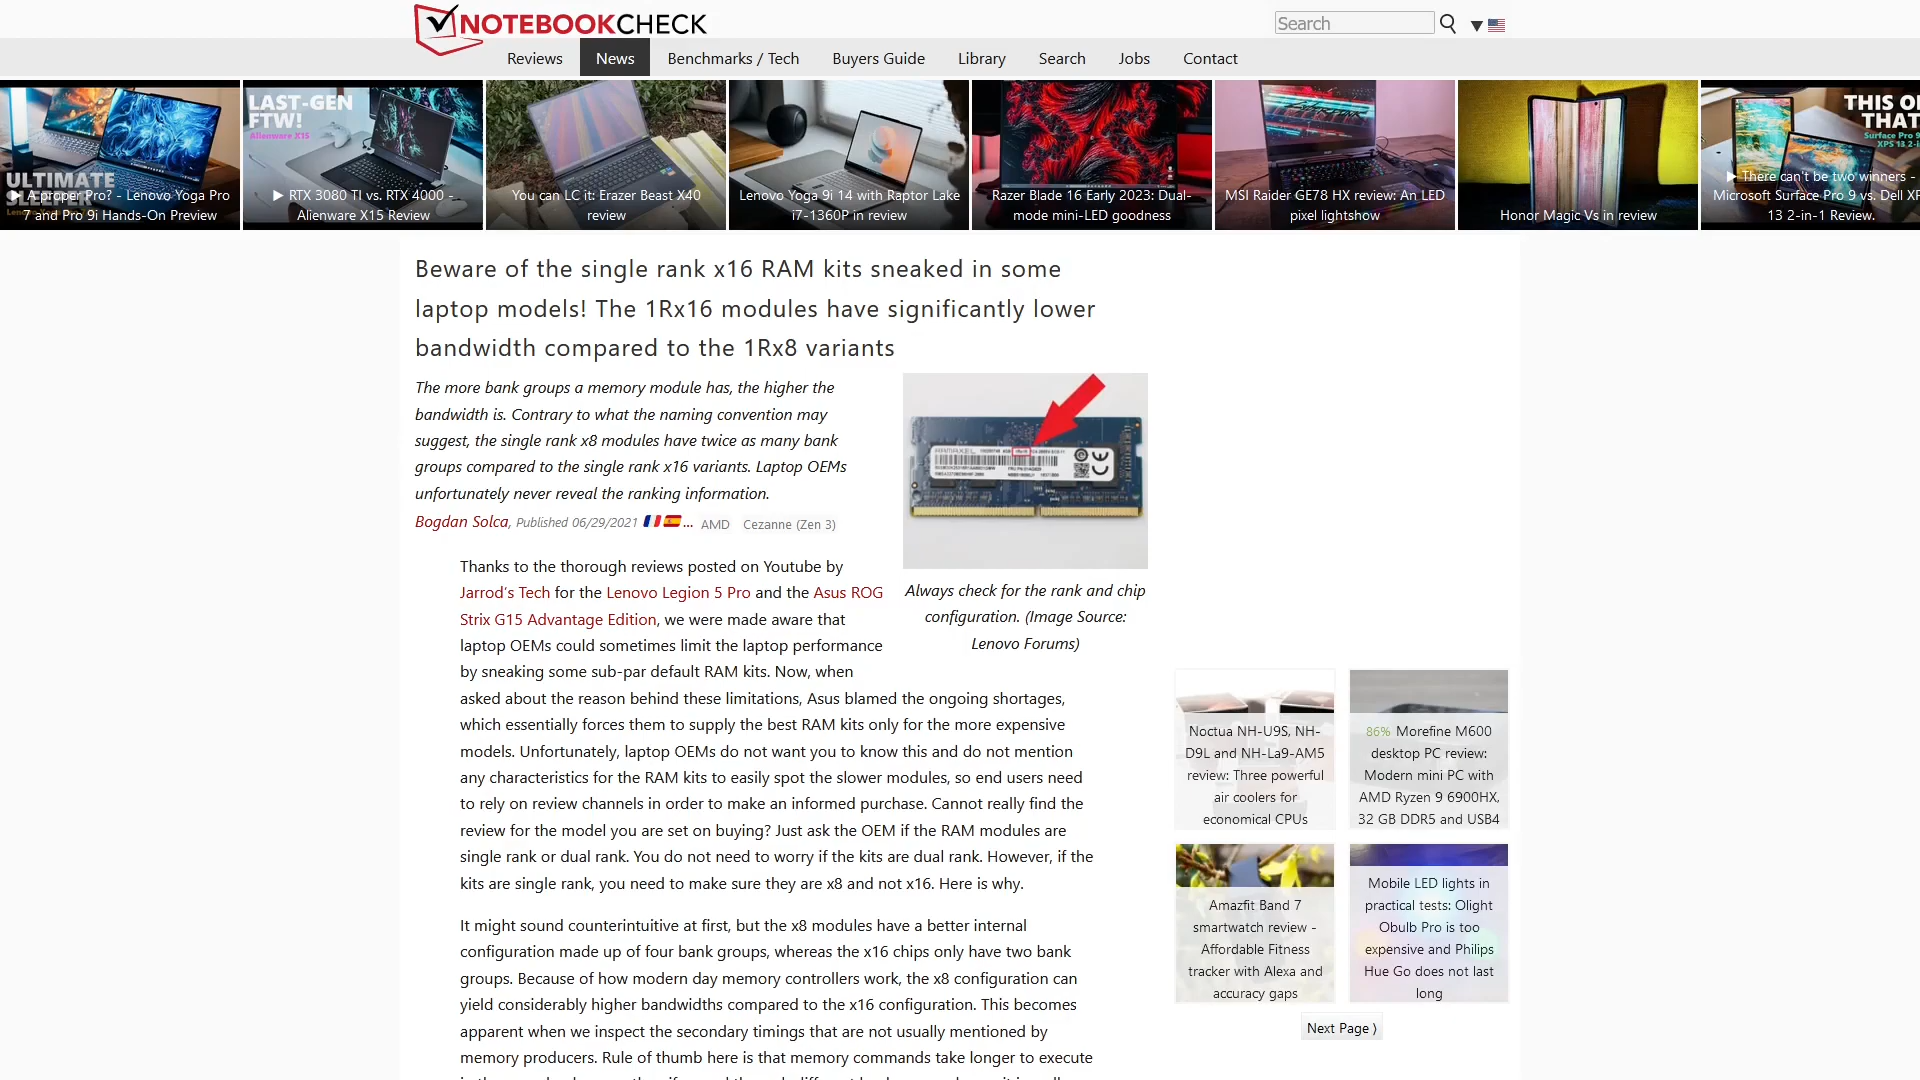 NOTEBOOKCHECK
Search
Reviews
News
Benchmarks / Tech
Buyers Guide
Library
Search
Jobs
Contact
ULTIMATE
▶ A proper Pro? - Lenovo Yoga Pro
7 and Pro 9i Hands-On Preview
LAST-GEN
FTW!
Alienware X15
▶ RTX 3080 TI vs. RTX 4000 -
Alienware X15 Review
You can LC it: Erazer Beast X40
review
Lenovo Yoga 9i 14 with Raptor Lake
i7-1360P in review
Razer Blade 16 Early 2023: Dual-
mode mini-LED goodness
MSI Raider GE78 HX review: An LED
pixel lightshow
Honor Magic Vs in review
THIS O
THAT
Surface Pro 9
XPS 13 2-in
▶ There can't be two winners -
Microsoft Surface Pro 9 vs. Dell XP
13 2-in-1 Review.
Beware of the single rank x16 RAM kits sneaked in some
laptop models! The 1Rx16 modules have significantly lower
bandwidth compared to the 1Rx8 variants
The more bank groups a memory module has, the higher the
bandwidth is. Contrary to what the naming convention may
suggest, the single rank x8 modules have twice as many bank
groups compared to the single rank x16 variants. Laptop OEMs
unfortunately never reveal the ranking information.
Bogdan Solca, Published 06/29/2021 ... AMD Cezanne (Zen 3)
Always check for the rank and chip
configuration. (Image Source:
Lenovo Forums)
Thanks to the thorough reviews posted on Youtube by
Jarrod's Tech for the Lenovo Legion 5 Pro and the Asus ROG
Strix G15 Advantage Edition, we were made aware that
laptop OEMs could sometimes limit the laptop performance
by sneaking some sub-par default RAM kits. Now, when
asked about the reason behind these limitations, Asus blamed the ongoing shortages,
which essentially forces them to supply the best RAM kits only for the more expensive
models. Unfortunately, laptop OEMs do not want you to know this and do not mention
any characteristics for the RAM kits to easily spot the slower modules, so end users need
to rely on review channels in order to make an informed purchase. Cannot really find the
review for the model you are set on buying? Just ask the OEM if the RAM modules are
single rank or dual rank. You do not need to worry if the kits are dual rank. However, if the
kits are single rank, you need to make sure they are x8 and not x16. Here is why.
It might sound counterintuitive at first, but the x8 modules have a better internal
configuration made up of four bank groups, whereas the x16 chips only have two bank
groups. Because of how modern day memory controllers work, the x8 configuration can
yield considerably higher bandwidths compared to the x16 configuration. This becomes
apparent when we inspect the secondary timings that are not usually mentioned by
memory producers. Rule of thumb here is that memory commands take longer to execute
Noctua NH-U9S, NH-
D9L and NH-La9-AM5
review: Three powerful
air coolers for
economical CPUs
86% Morefine M600
desktop PC review:
Modern mini PC with
AMD Ryzen 9 6900HX,
32 GB DDR5 and USB4
Amazfit Band 7
smartwatch review -
Affordable Fitness
tracker with Alexa and
accuracy gaps
Mobile LED lights in
practical tests: Olight
Obulb Pro is too
expensive and Philips
Hue Go does not last
long
Next Page ⟩